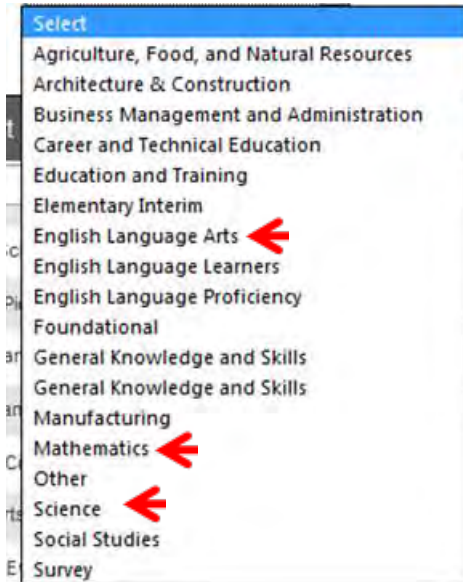 Select
Agriculture, Food, and Natural Resources
Architecture & Construction
Business Management and Administration
Career and Technical Education
Education and Training
Elementary Interim
English Language Arts
English Language Learners
English Language Proficiency
Foundational
General Knowledge and Skills
General Knowledge and Skills
Manufacturing
Mathematics
Other
Science
Social Studies
Survey